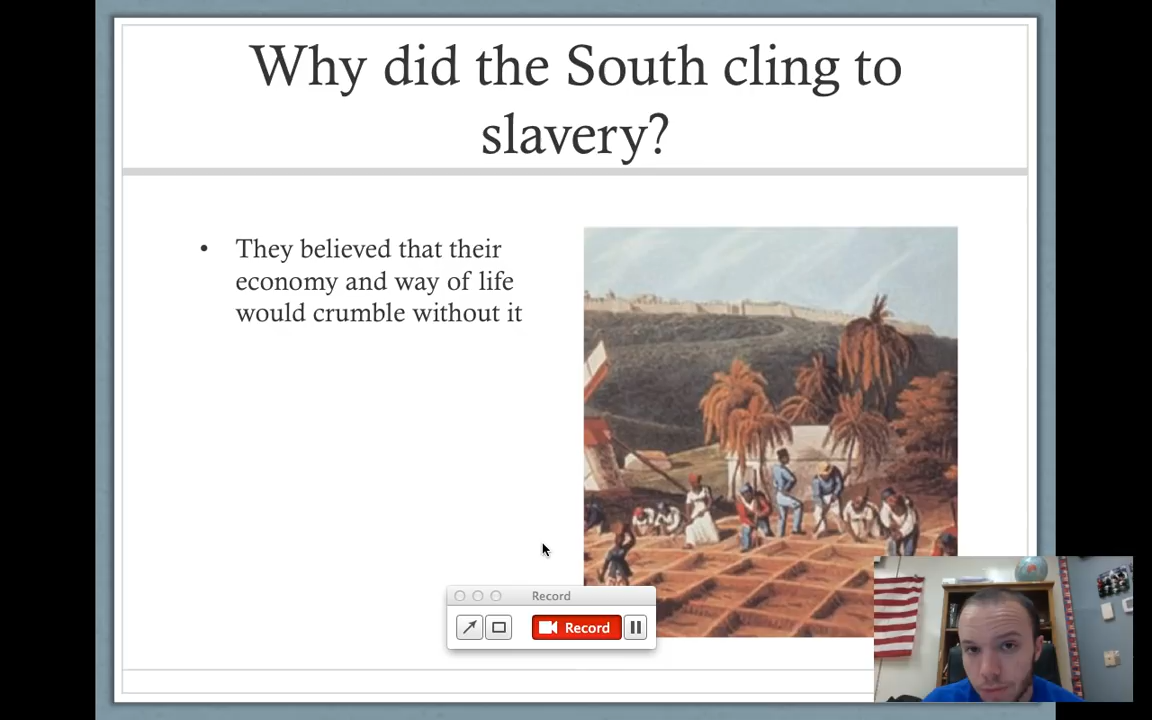 Why did the South cling to
slavery?
• They believed that their
economy and way of life
would crumble without it
Record
Record